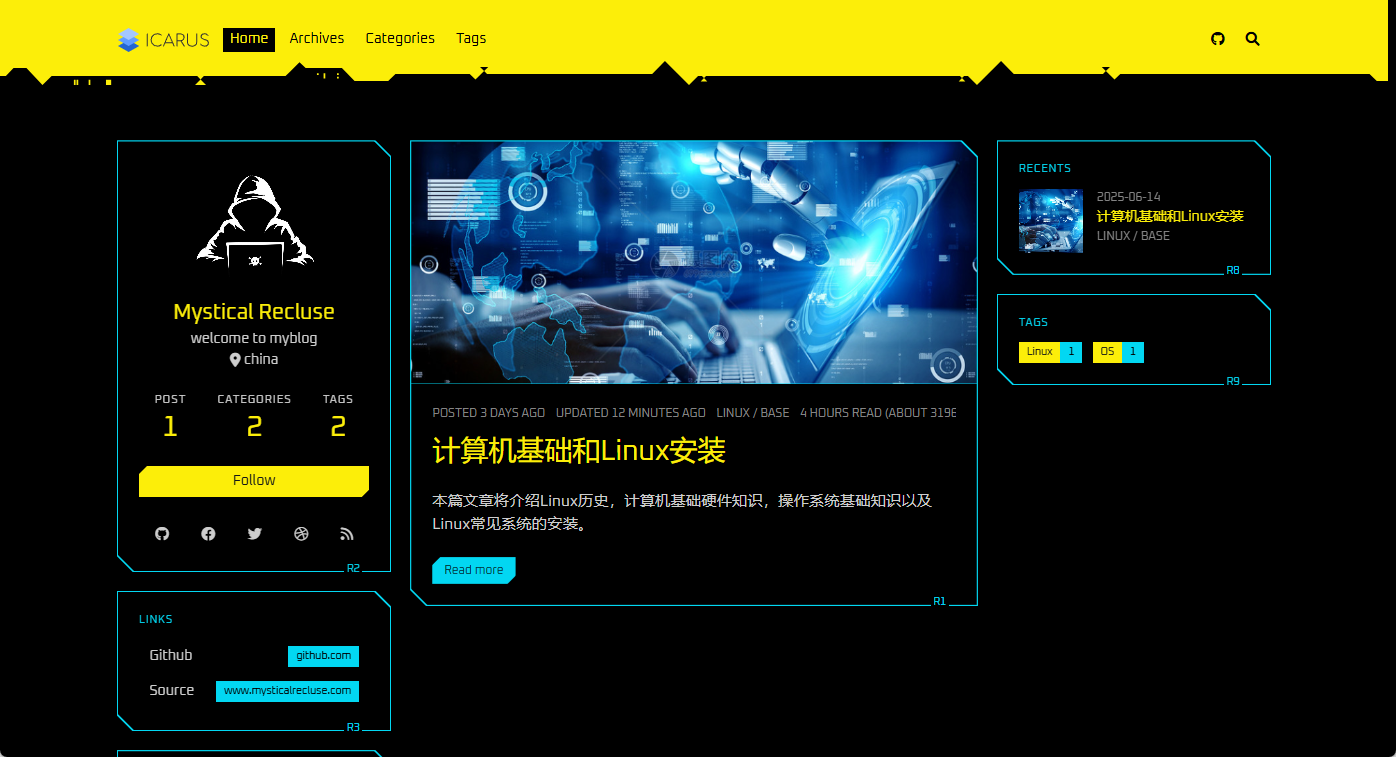 ICARUS
Home
Archives
Categories
Tags
Mystical Recluse
welcome to myblog
china
POST
CATEGORIES
TAGS
1
2
2
Follow
R2
LINKS
Github
github.com
Source
www.mysticalrecluse.com
R3
POSTED 3 DAYS AGO
UPDATED 12 MINUTES AGO
LINUX / BASE
4 HOURS READ (ABOUT 3198
计算机基础和Linux安装
本篇文章将介绍Linux历史，计算机基础硬件知识，操作系统基础知识以及
Linux常见系统的安装。
Read more
R1
RECENTS
2025-06-14
计算机基础和Linux安装
LINUX / BASE
R8
TAGS
Linux 1
OS 1
R9